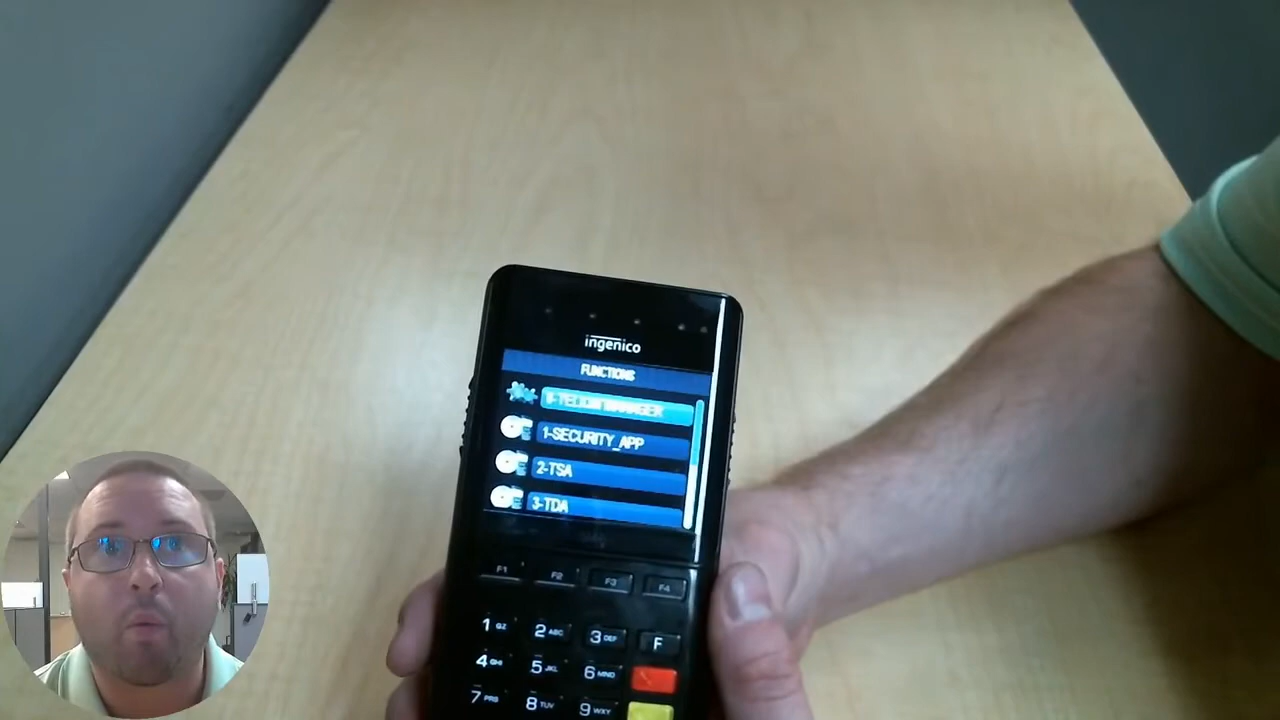 ingenico
FUNCTIONS
0-TELIUM MANAGER
1-SECURITY_APP
2-TSA
3-TDA
F1 F2 F3 F4
1 QZ 2 ABC 3 DEF F
4 GHI 5 JKL 6 MNO
7 PRS 8 TUV 9 WXY